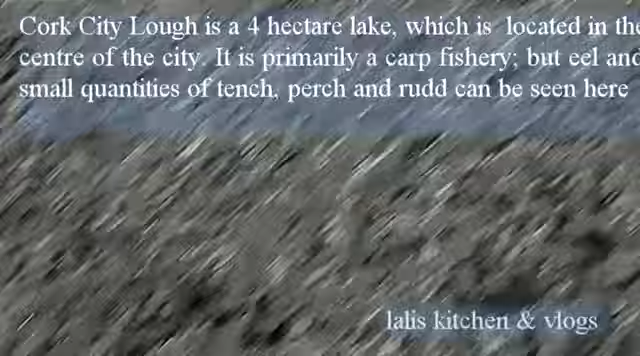 Cork City Lough is a 4 hectare lake, which is located in the
centre of the city. It is primarily a carp fishery; but eel and
small quantities of tench, perch and rudd can be seen here
lalis kitchen & vlogs